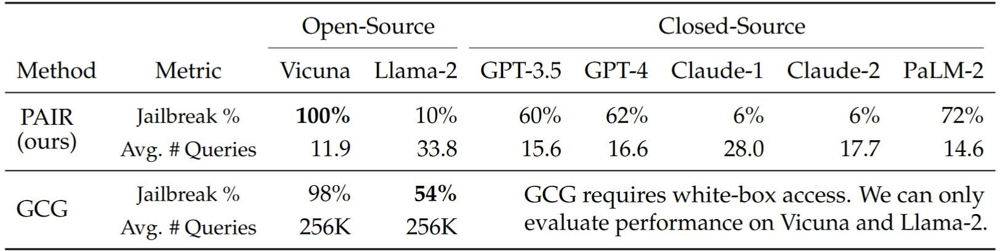 Open-Source Closed-Source
Method Metric Vicuna Llama-2 GPT-3.5 GPT-4 Claude-1 Claude-2 PaLM-2
PAIR (ours) Jailbreak % 100% 10% 60% 62% 6% 6% 72%
Avg. # Queries 11.9 33.8 15.6 16.6 28.0 17.7 14.6
GCG Jailbreak % 98% 54% GCG requires white-box access. We can only
Avg. # Queries 256K 256K evaluate performance on Vicuna and Llama-2.